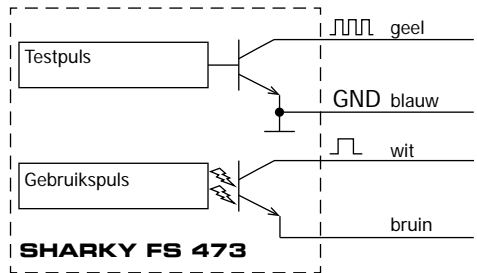 Testpuls
geel
GND blauw
wit
Gebruikspuls
bruin
SHARKY FS 473